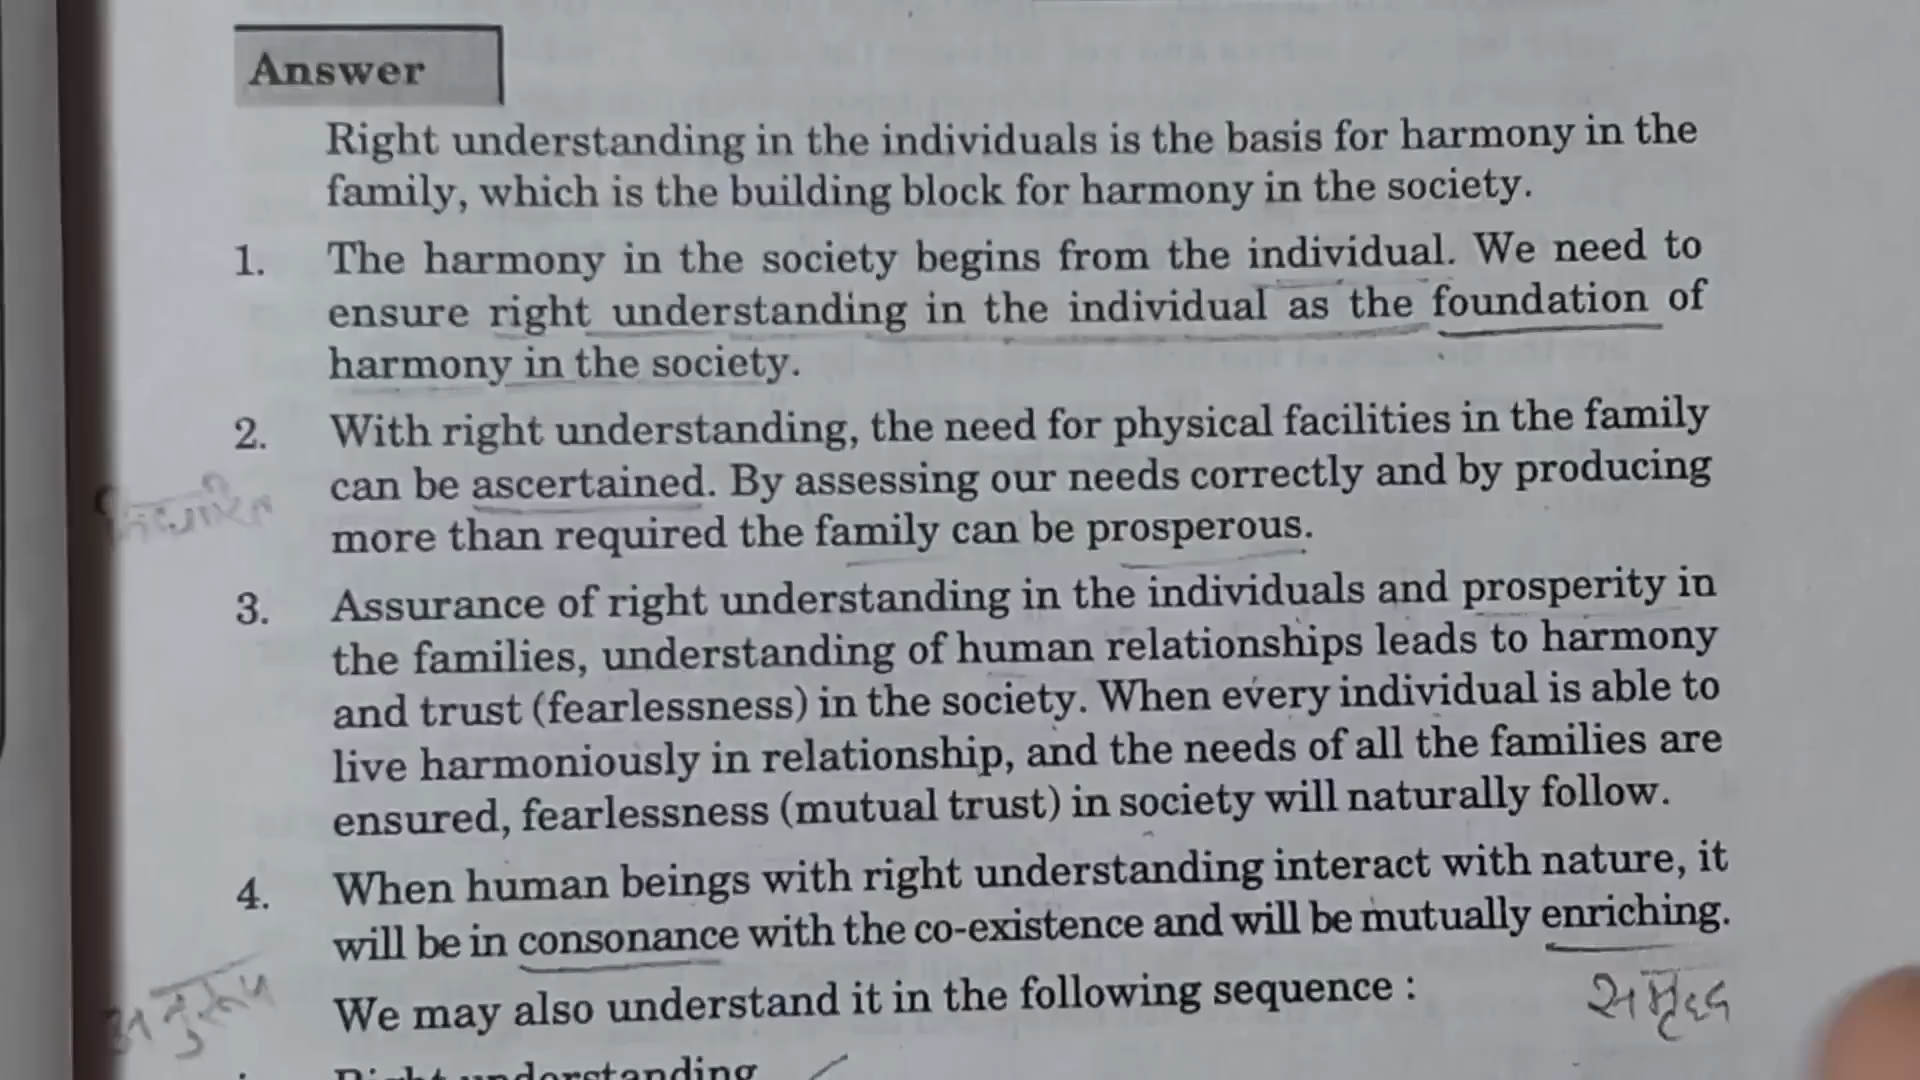 Answer
Right understanding in the individuals is the basis for harmony in the
family, which is the building block for harmony in the society.
1. The harmony in the society begins from the individual. We need to
ensure right understanding in the individual as the foundation of
harmony in the society.
2. With right understanding, the need for physical facilities in the family
can be ascertained. By assessing our needs correctly and by producing
निर्धारित
more than required the family can be prosperous.
3. Assurance of right understanding in the individuals and prosperity in
the families, understanding of human relationships leads to harmony
and trust (fearlessness) in the society. When every individual is able to
live harmoniously in relationship, and the needs of all the families are
ensured, fearlessness (mutual trust) in society will naturally follow.
4. When human beings with right understanding interact with nature, it
will be in consonance with the co-existence and will be mutually enriching.
अनुरूप
We may also understand it in the following sequence :
समृद्ध
Right understanding